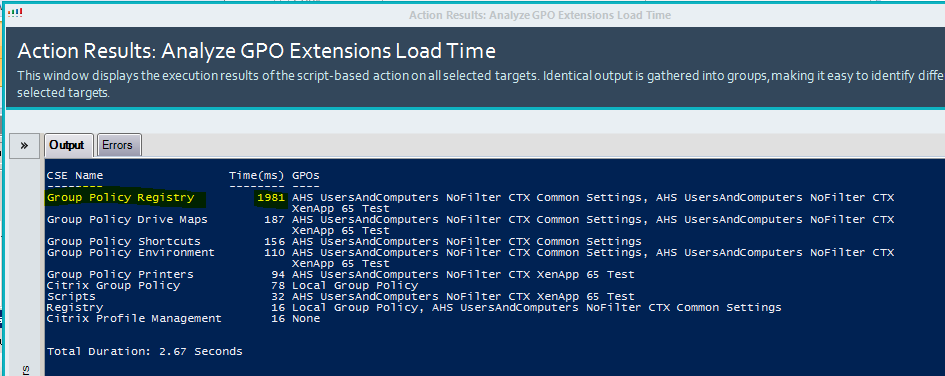 Action Results: Analyze GPO Extensions Load Time
Action Results: Analyze GPO Extensions Load Time
This window displays the execution results of the script-based action on all selected targets. Identical output is gathered into groups, making it easy to identify diffe
selected targets.
»
Output
Errors
CSE Name Time(ms) GPOs
-------- -------- ----
Group Policy Registry 1981 AHS UsersAndComputers NoFilter CTX Common Settings, AHS UsersAndComputers NoFilter CTX
XenApp 65 Test
Group Policy Drive Maps 187 AHS UsersAndComputers NoFilter CTX Common Settings, AHS UsersAndComputers NoFilter CTX
XenApp 65 Test
Group Policy Shortcuts 156 AHS UsersAndComputers NoFilter CTX Common Settings
Group Policy Environment 110 AHS UsersAndComputers NoFilter CTX Common Settings, AHS UsersAndComputers NoFilter CTX
XenApp 65 Test
Group Policy Printers 94 AHS UsersAndComputers NoFilter CTX XenApp 65 Test
Citrix Group Policy 78 Local Group Policy
Scripts 32 AHS UsersAndComputers NoFilter CTX XenApp 65 Test
Registry 16 Local Group Policy, AHS UsersAndComputers NoFilter CTX Common Settings
Citrix Profile Management 16 None
Total Duration: 2.67 Seconds
rs